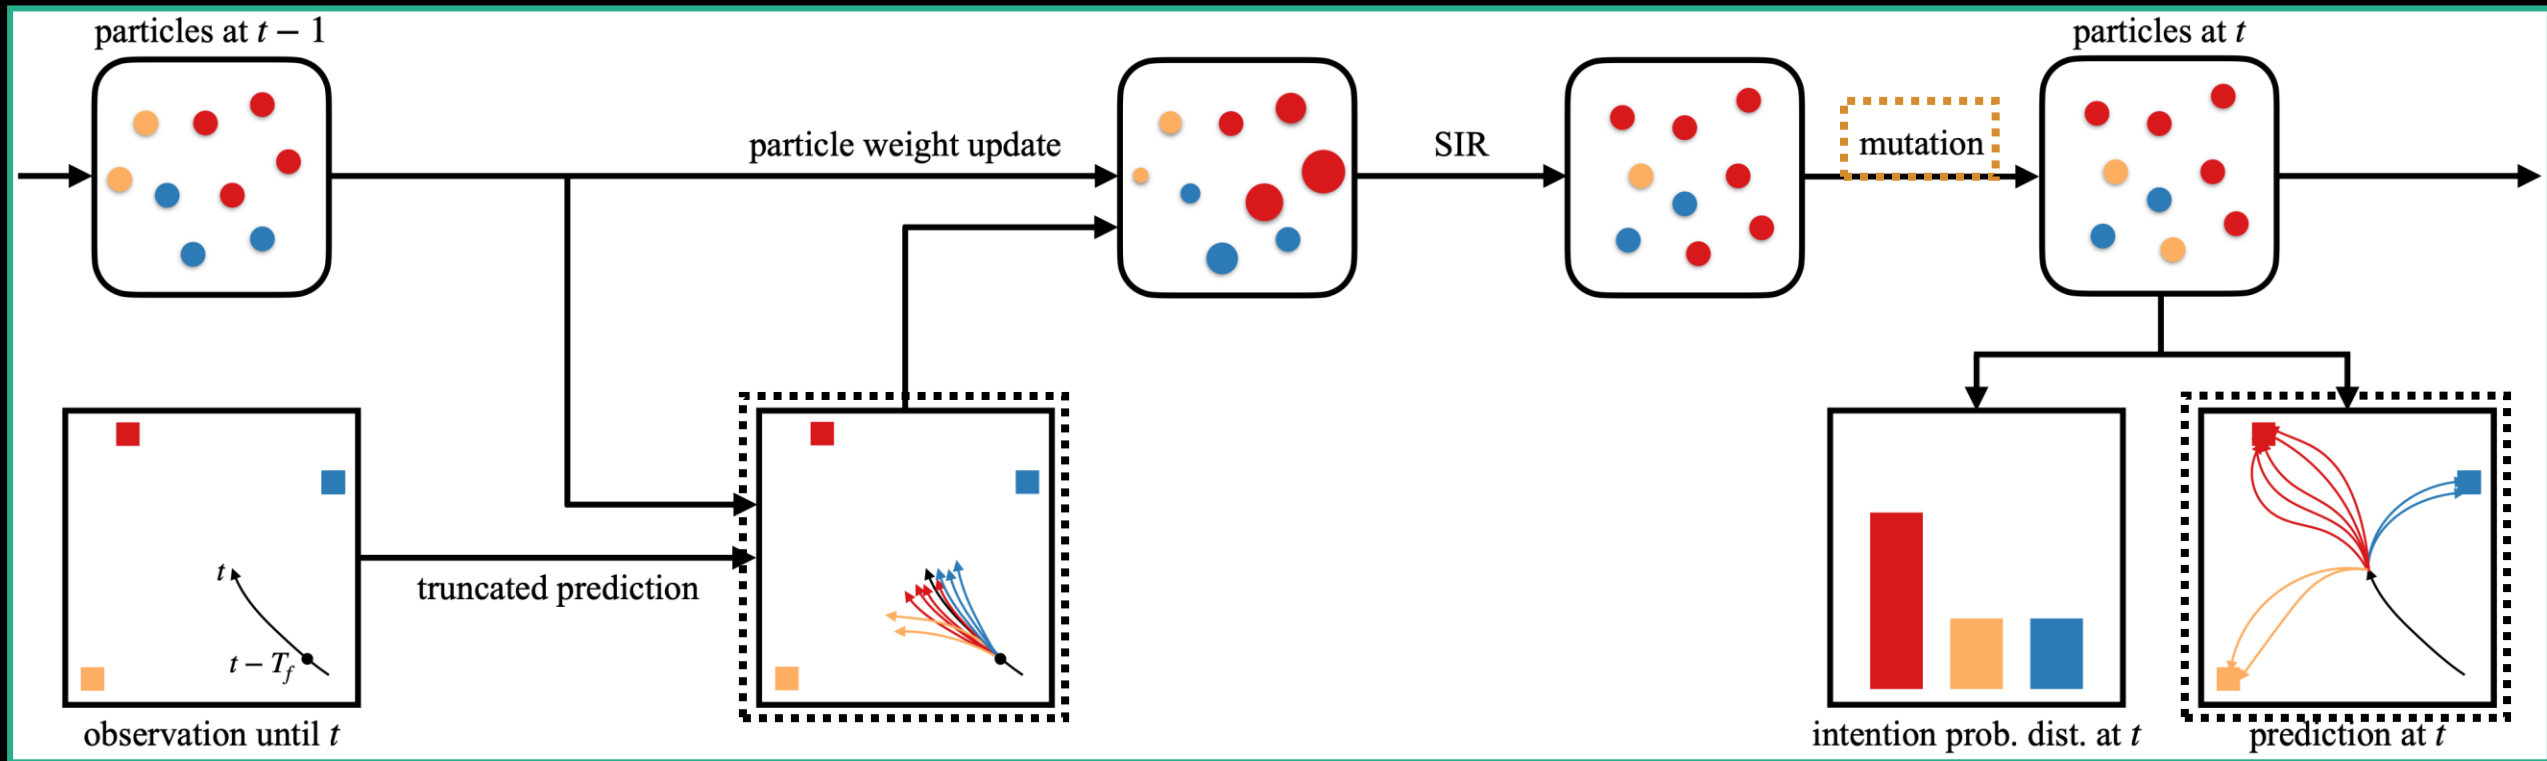 particles at t − 1
particles at t
particle weight update
SIR
mutation
t
t − T_f
truncated prediction
observation until t
intention prob. dist. at t
prediction at t